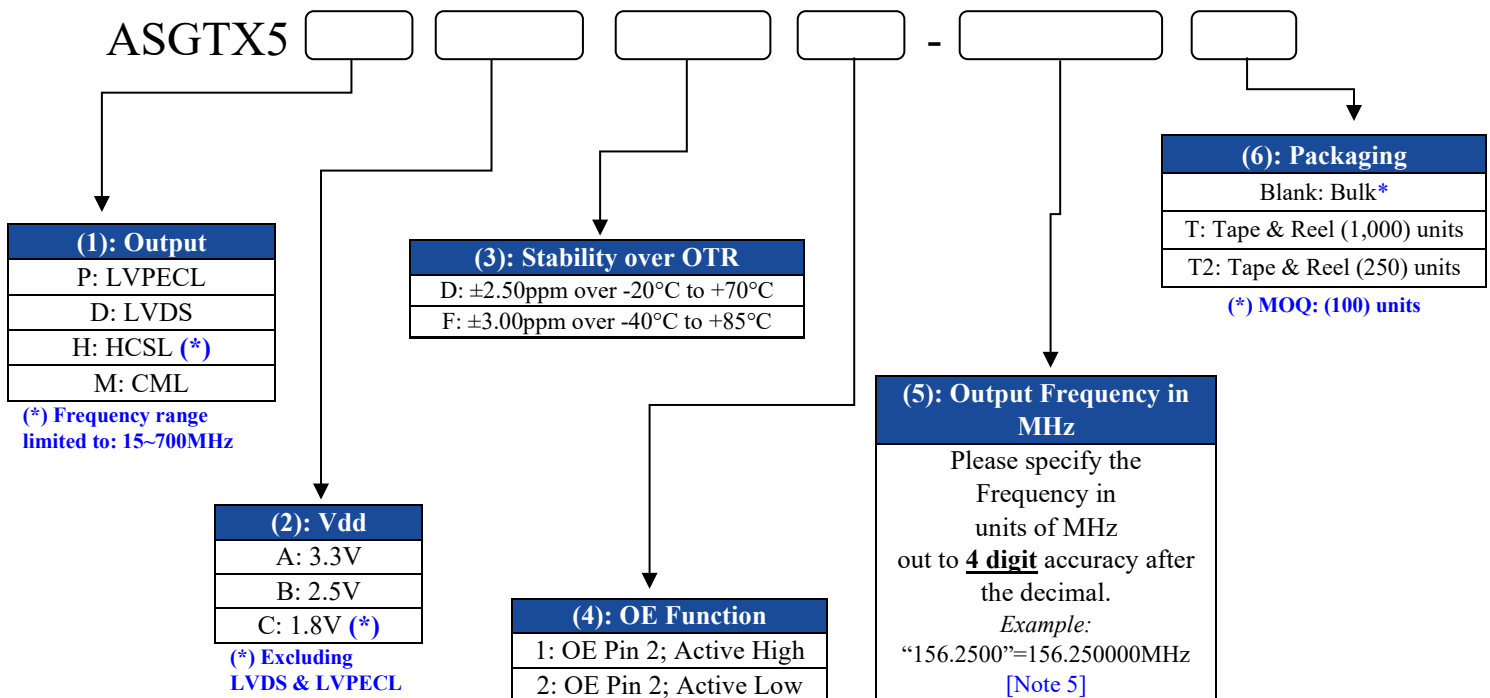 ASGTX5 -
(6): Packaging
Blank: Bulk*
T: Tape & Reel (1,000) units
T2: Tape & Reel (250) units
(*) MOQ: (100) units
(1): Output
P: LVPECL
D: LVDS
H: HCSL (*)
M: CML
(*) Frequency range
limited to: 15~700MHz
(3): Stability over OTR
D: ±2.50ppm over -20°C to +70°C
F: ±3.00ppm over -40°C to +85°C
(2): Vdd
A: 3.3V
B: 2.5V
C: 1.8V (*)
(*) Excluding
LVDS & LVPECL
(4): OE Function
1: OE Pin 2; Active High
2: OE Pin 2; Active Low
(5): Output Frequency in
MHz
Please specify the
Frequency in
units of MHz
out to 4 digit accuracy after
the decimal.
Example:
“156.2500”=156.250000MHz
[Note 5]